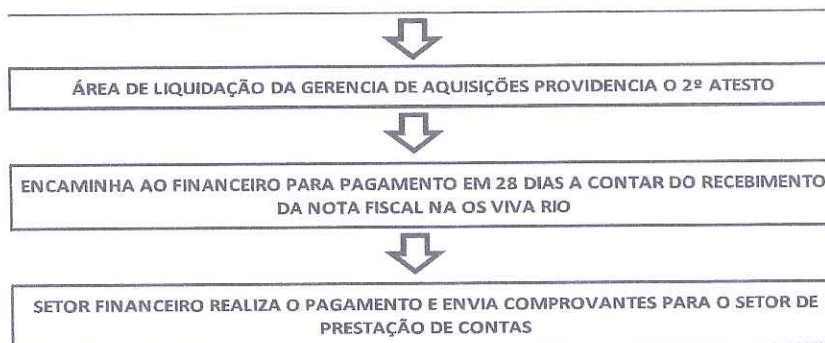 ÁREA DE LIQUIDAÇÃO DA GERENCIA DE AQUISIÇÕES PROVIDENCIA O 2º ATESTO
ENCAMINHA AO FINANCEIRO PARA PAGAMENTO EM 28 DIAS A CONTAR DO RECEBIMENTO
DA NOTA FISCAL NA OS VIVA RIO
SETOR FINANCEIRO REALIZA O PAGAMENTO E ENVIA COMPROVANTES PARA O SETOR DE
PRESTAÇÃO DE CONTAS